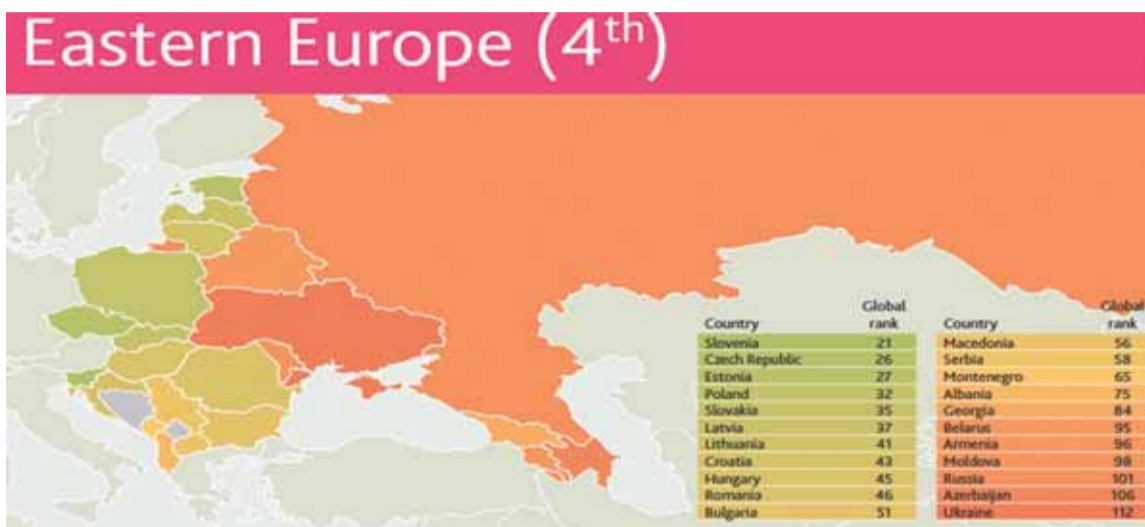 Eastern Europe (4th)
Country Global rank
Slovenia 21
Czech Republic 26
Estonia 27
Poland 32
Slovakia 35
Latvia 37
Lithuania 41
Croatia 43
Hungary 45
Romania 46
Bulgaria 51
Country Global rank
Macedonia 56
Serbia 58
Montenegro 65
Albania 75
Georgia 84
Belarus 95
Armenia 96
Moldova 98
Russia 101
Azerbaijan 106
Ukraine 112